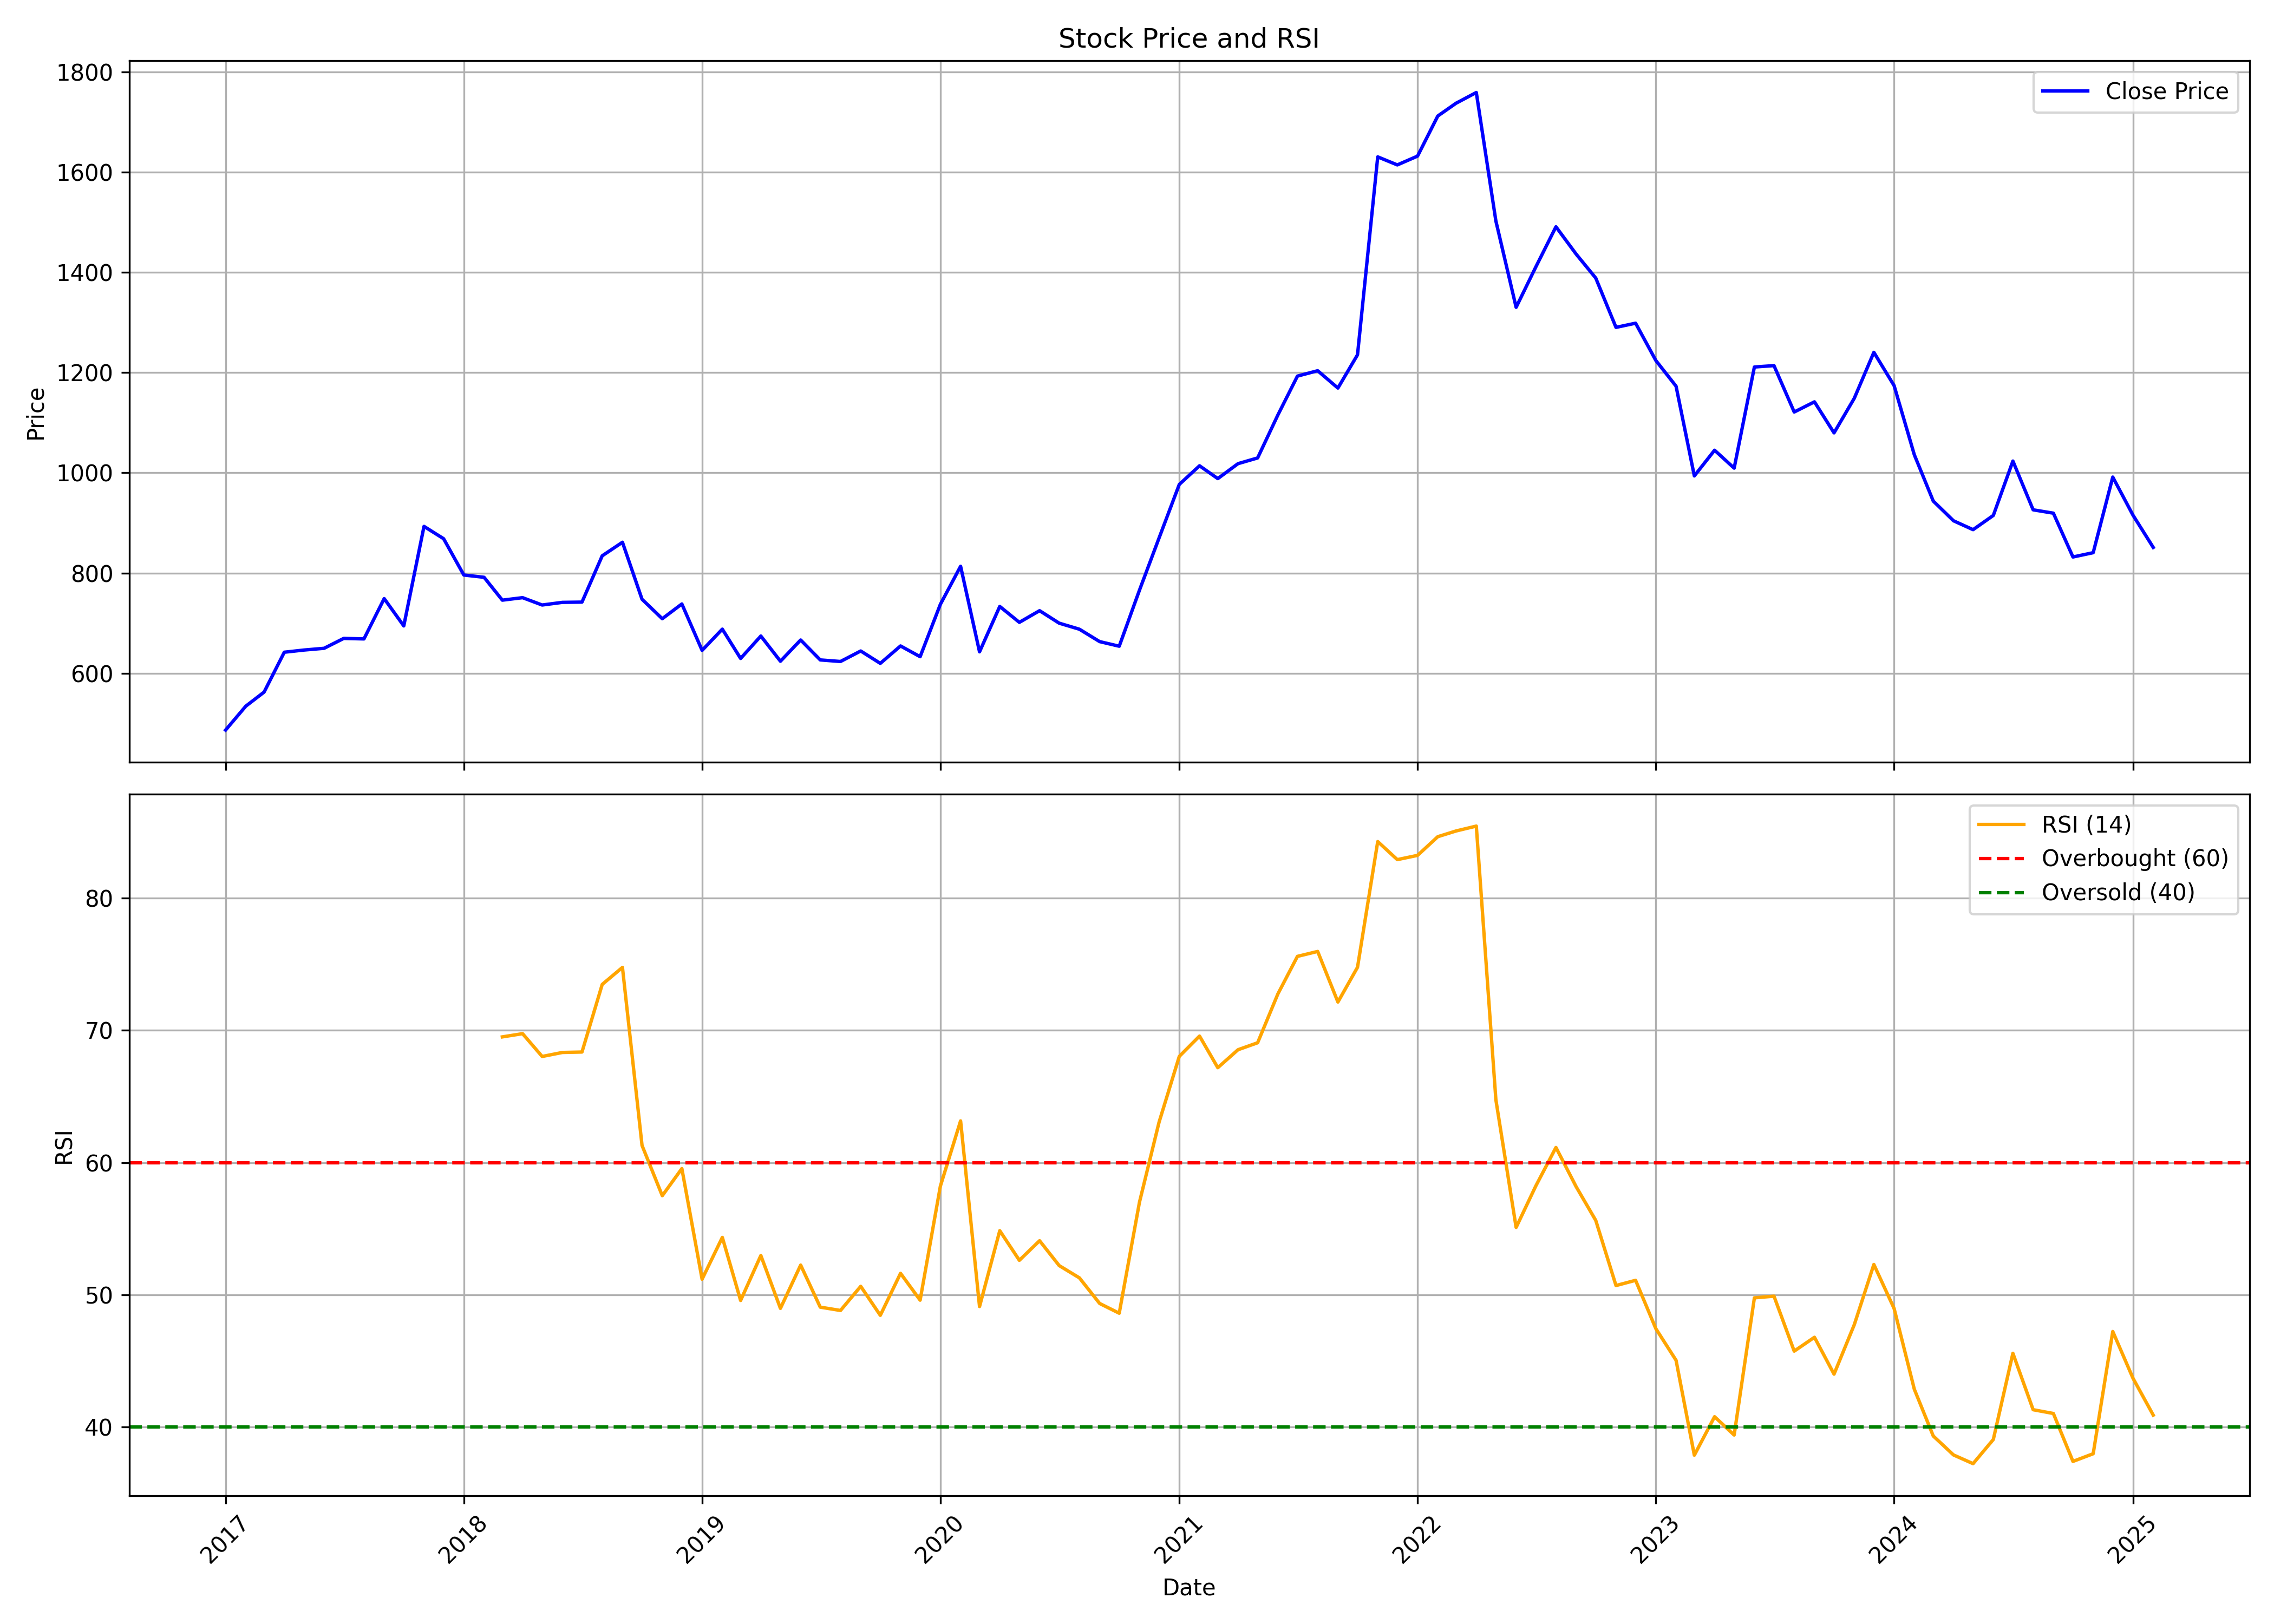 Stock Price and RSI
Close Price
Price
1800
1600
1400
1200
1000
800
600
RSI (14)
Overbought (60)
Oversold (40)
RSI
80
70
60
50
40
2017
2018
2019
2020
2021
2022
2023
2024
2025
Date